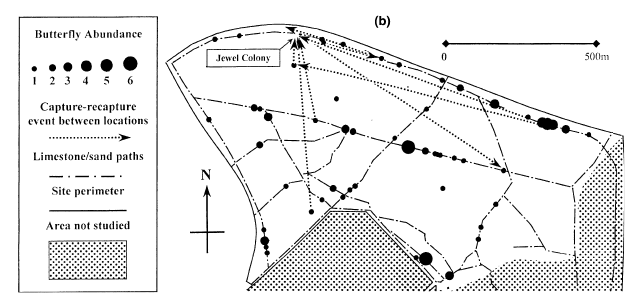 (b)
Butterfly Abundance
1 2 3 4 5 6
Capture-recapture
event between locations
Limestone/sand paths
Site perimeter
Area not studied
Jewel Colony
0 500m
N